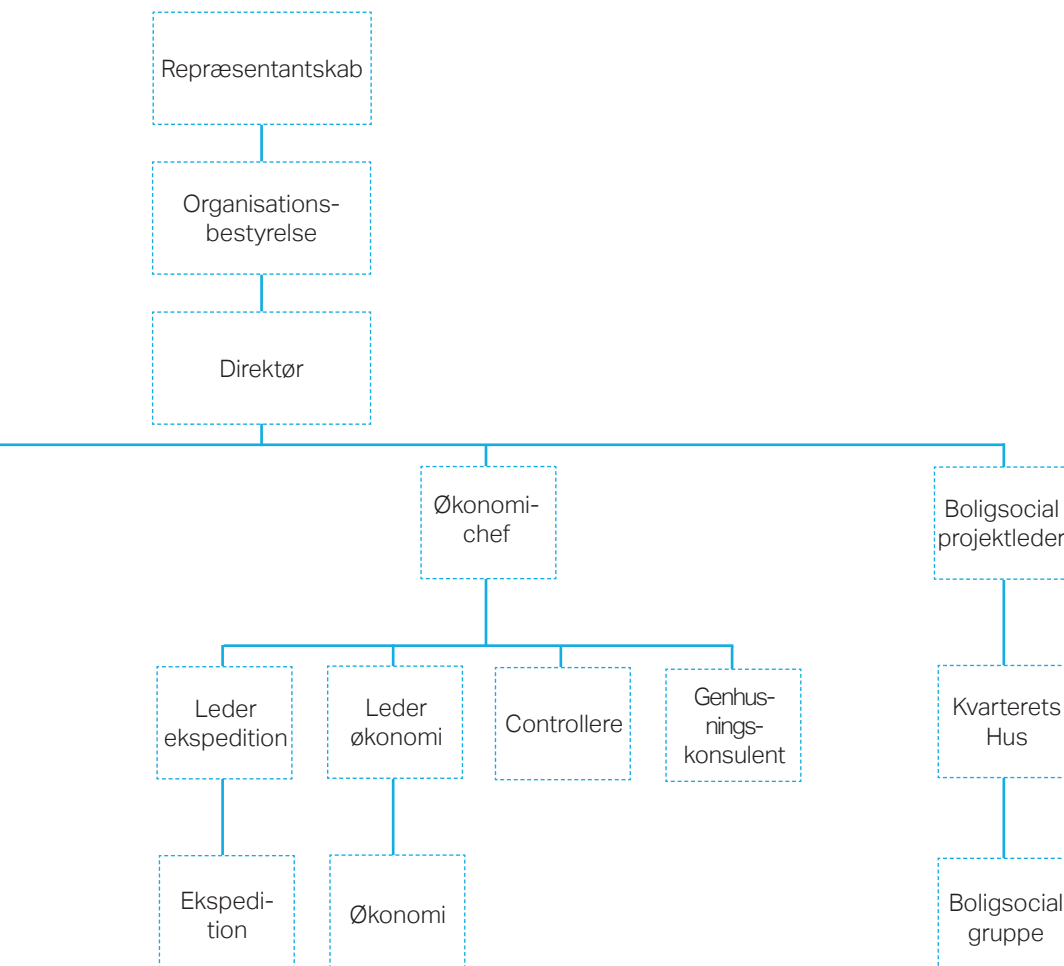 Repræsentantskab
Organisations-
bestyrelse
Direktør
Økonomi-
chef
Boligsocial
projektleder
Leder
ekspedition
Leder
økonomi
Controllere
Genhus-
nings-
konsulent
Kvarterets
Hus
Ekspedi-
tion
Økonomi
Boligsocial
gruppe